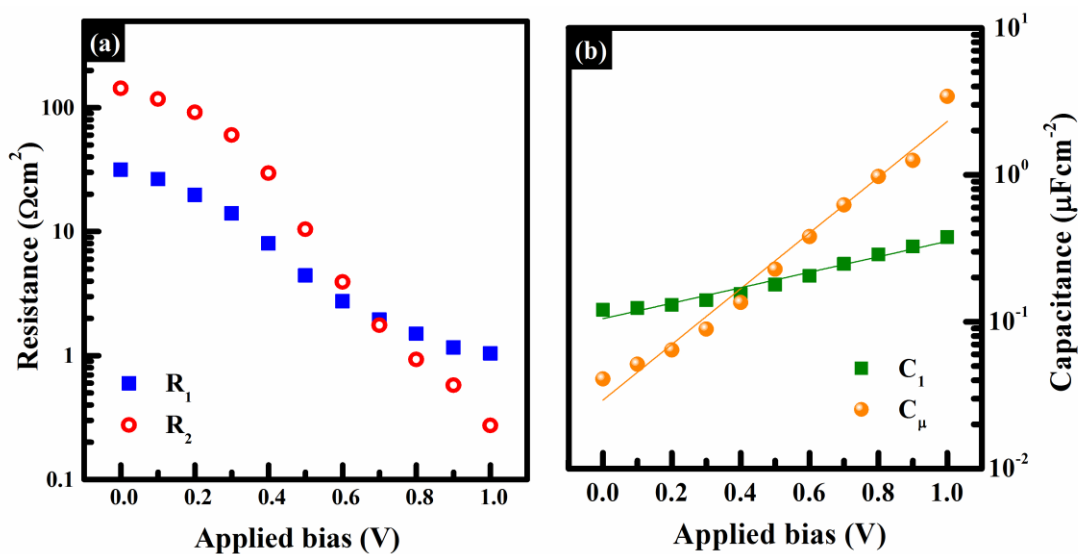 (a)
Resistance (Ωcm²)
100
10
1
0.1
R₁
R₂
0.0 0.2 0.4 0.6 0.8 1.0
Applied bias (V)
(b)
10¹
10⁰
10⁻¹
10⁻²
Capacitance (μFcm⁻²)
C₁
Cμ
0.0 0.2 0.4 0.6 0.8 1.0
Applied bias (V)